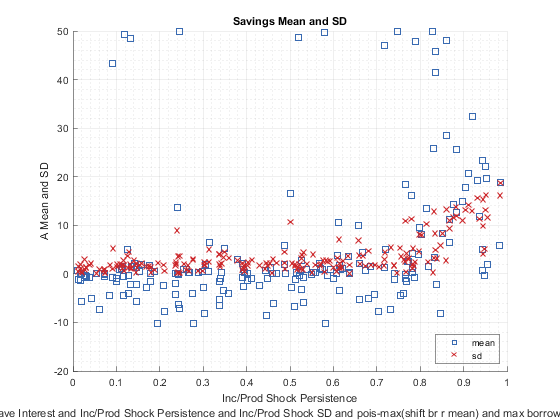 Savings Mean and SD
A Mean and SD
50
40
30
20
10
0
-10
-20
0 0.1 0.2 0.3 0.4 0.5 0.6 0.7 0.8 0.9 1
mean
sd
Inc/Prod Shock Persistence
ave Interest and Inc/Prod Shock Persistence and Inc/Prod Shock SD and pois-max(shift br r mean) and max borrow